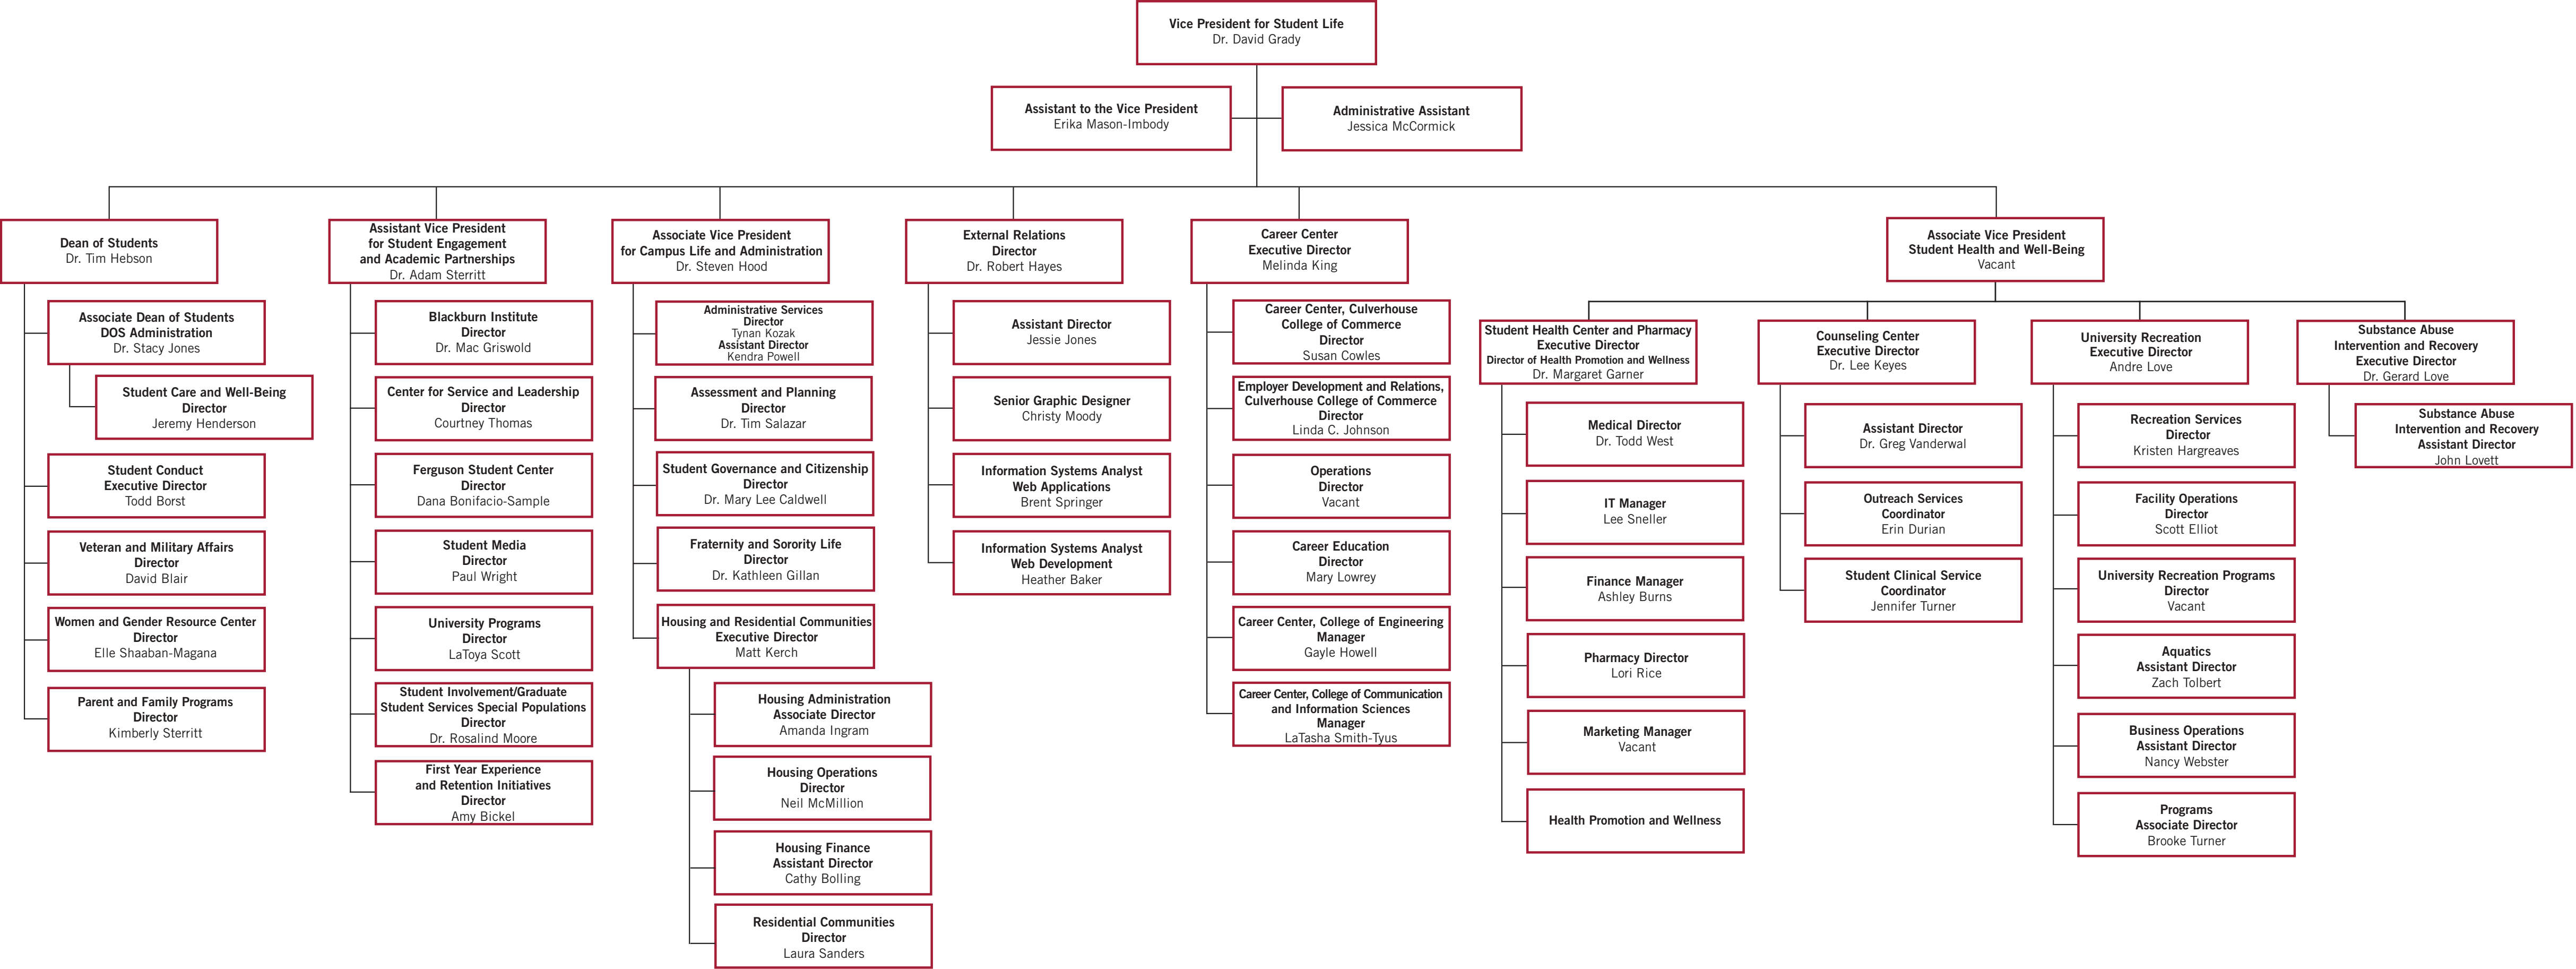 Vice President for Student Life
Dr. David Grady
Assistant to the Vice President
Erika Mason-Imbody
Administrative Assistant
Jessica McCormick
Dean of Students
Dr. Tim Hebson
Associate Dean of Students
DOS Administration
Dr. Stacy Jones
Student Care and Well-Being
Director
Jeremy Henderson
Student Conduct
Executive Director
Todd Borst
Veteran and Military Affairs
Director
David Blair
Women and Gender Resource Center
Director
Elle Shaaban-Magana
Parent and Family Programs
Director
Kimberly Sterritt
Assistant Vice President
for Student Engagement
and Academic Partnerships
Dr. Adam Sterritt
Blackburn Institute
Director
Dr. Mac Griswold
Center for Service and Leadership
Director
Courtney Thomas
Ferguson Student Center
Director
Dana Bonifacio-Sample
Student Media
Director
Paul Wright
University Programs
Director
LaToya Scott
Student Involvement/Graduate
Student Services Special Populations
Director
Dr. Rosalind Moore
First Year Experience
and Retention Initiatives
Director
Amy Bickel
Associate Vice President
for Campus Life and Administration
Dr. Steven Hood
Administrative Services
Director
Tynan Kozak
Assistant Director
Kendra Powell
Assessment and Planning
Director
Dr. Tim Salazar
Student Governance and Citizenship
Director
Dr. Mary Lee Caldwell
Fraternity and Sorority Life
Director
Dr. Kathleen Gillan
Housing and Residential Communities
Executive Director
Matt Kerch
Housing Administration
Associate Director
Amanda Ingram
Housing Operations
Director
Neil McMillion
Housing Finance
Assistant Director
Cathy Bolling
Residential Communities
Director
Laura Sanders
External Relations
Director
Dr. Robert Hayes
Assistant Director
Jessie Jones
Senior Graphic Designer
Christy Moody
Information Systems Analyst
Web Applications
Brent Springer
Information Systems Analyst
Web Development
Heather Baker
Career Center
Executive Director
Melinda King
Career Center, Culverhouse
College of Commerce
Director
Susan Cowles
Employer Development and Relations,
Culverhouse College of Commerce
Director
Linda C. Johnson
Operations
Director
Vacant
Career Education
Director
Mary Lowrey
Career Center, College of Engineering
Manager
Gayle Howell
Career Center, College of Communication
and Information Sciences
Manager
LaTasha Smith-Tyus
Associate Vice President
Student Health and Well-Being
Vacant
Student Health Center and Pharmacy
Executive Director
Director of Health Promotion and Wellness
Dr. Margaret Garner
Medical Director
Dr. Todd West
IT Manager
Lee Sneller
Finance Manager
Ashley Burns
Pharmacy Director
Lori Rice
Marketing Manager
Vacant
Health Promotion and Wellness
Counseling Center
Executive Director
Dr. Lee Keyes
Assistant Director
Dr. Greg Vanderwal
Outreach Services
Coordinator
Erin Durian
Student Clinical Service
Coordinator
Jennifer Turner
University Recreation
Executive Director
Andre Love
Recreation Services
Director
Kristen Hargreaves
Facility Operations
Director
Scott Elliot
University Recreation Programs
Director
Vacant
Aquatics
Assistant Director
Zach Tolbert
Business Operations
Assistant Director
Nancy Webster
Programs
Associate Director
Brooke Turner
Substance Abuse
Intervention and Recovery
Executive Director
Dr. Gerard Love
Substance Abuse
Intervention and Recovery
Assistant Director
John Lovett